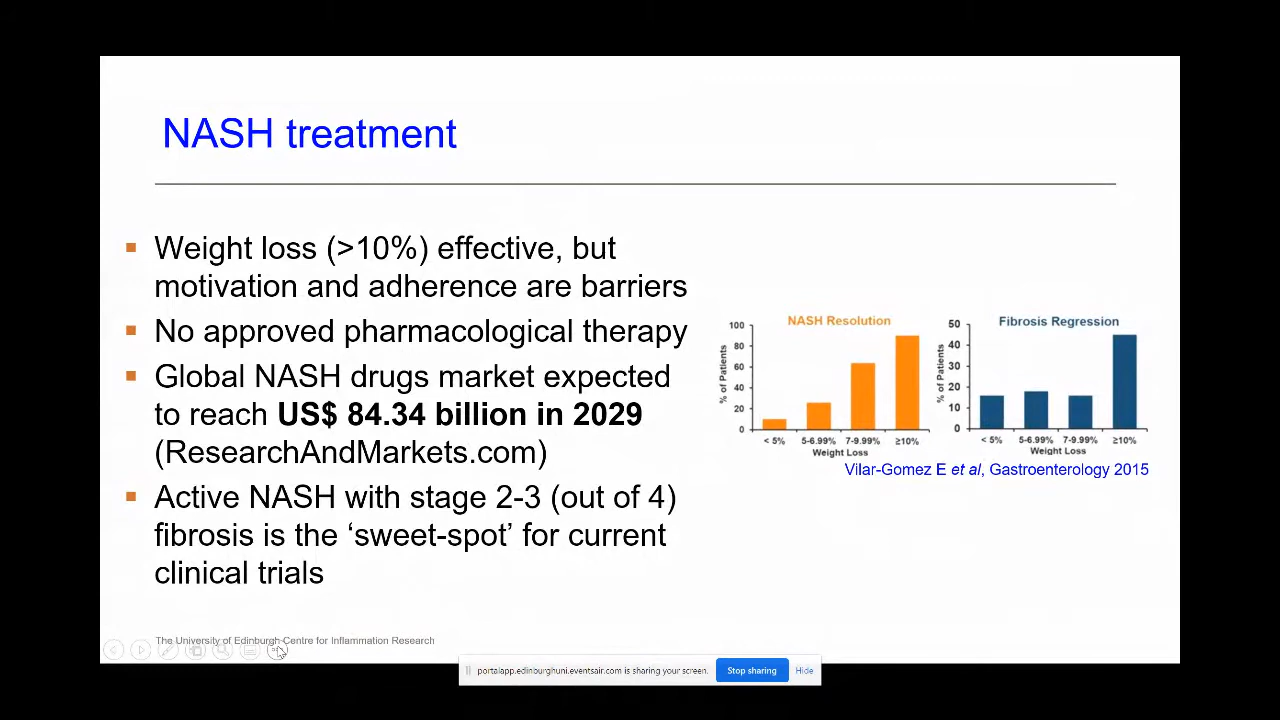 NASH treatment
Weight loss (>10%) effective, but
motivation and adherence are barriers
No approved pharmacological therapy
Global NASH drugs market expected
to reach US$ 84.34 billion in 2029
(ResearchAndMarkets.com)
Active NASH with stage 2-3 (out of 4)
fibrosis is the ‘sweet-spot’ for current
clinical trials
NASH Resolution
% of Patients
100
80
60
40
20
0
< 5% 5-6.99% 7-9.99% ≥10%
Weight Loss
Fibrosis Regression
% of Patients
50
40
30
20
10
0
< 5% 5-6.99% 7-9.99% ≥10%
Weight Loss
Vilar-Gomez E et al, Gastroenterology 2015
The University of Edinburgh Centre for Inflammation Research
portalapp.edinburghuni.eventsair.com is sharing your screen.
Stop sharing
Hide